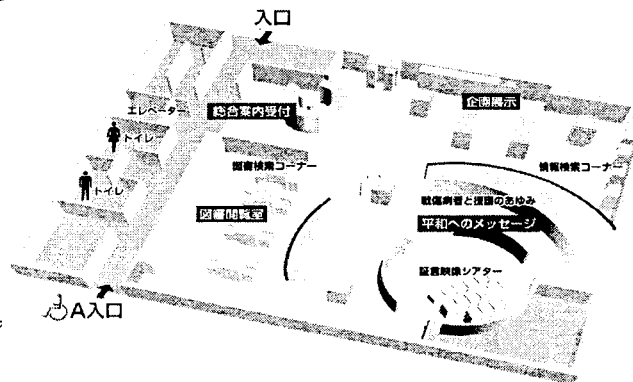 入口
企画展示
エレベーター
総合案内受付
トイレ
図書検索コーナー
情報検索コーナー
トイレ
戦傷病者と援護のあゆみ
図書閲覧室
平和へのメッセージ
証言映像シアター
A入口